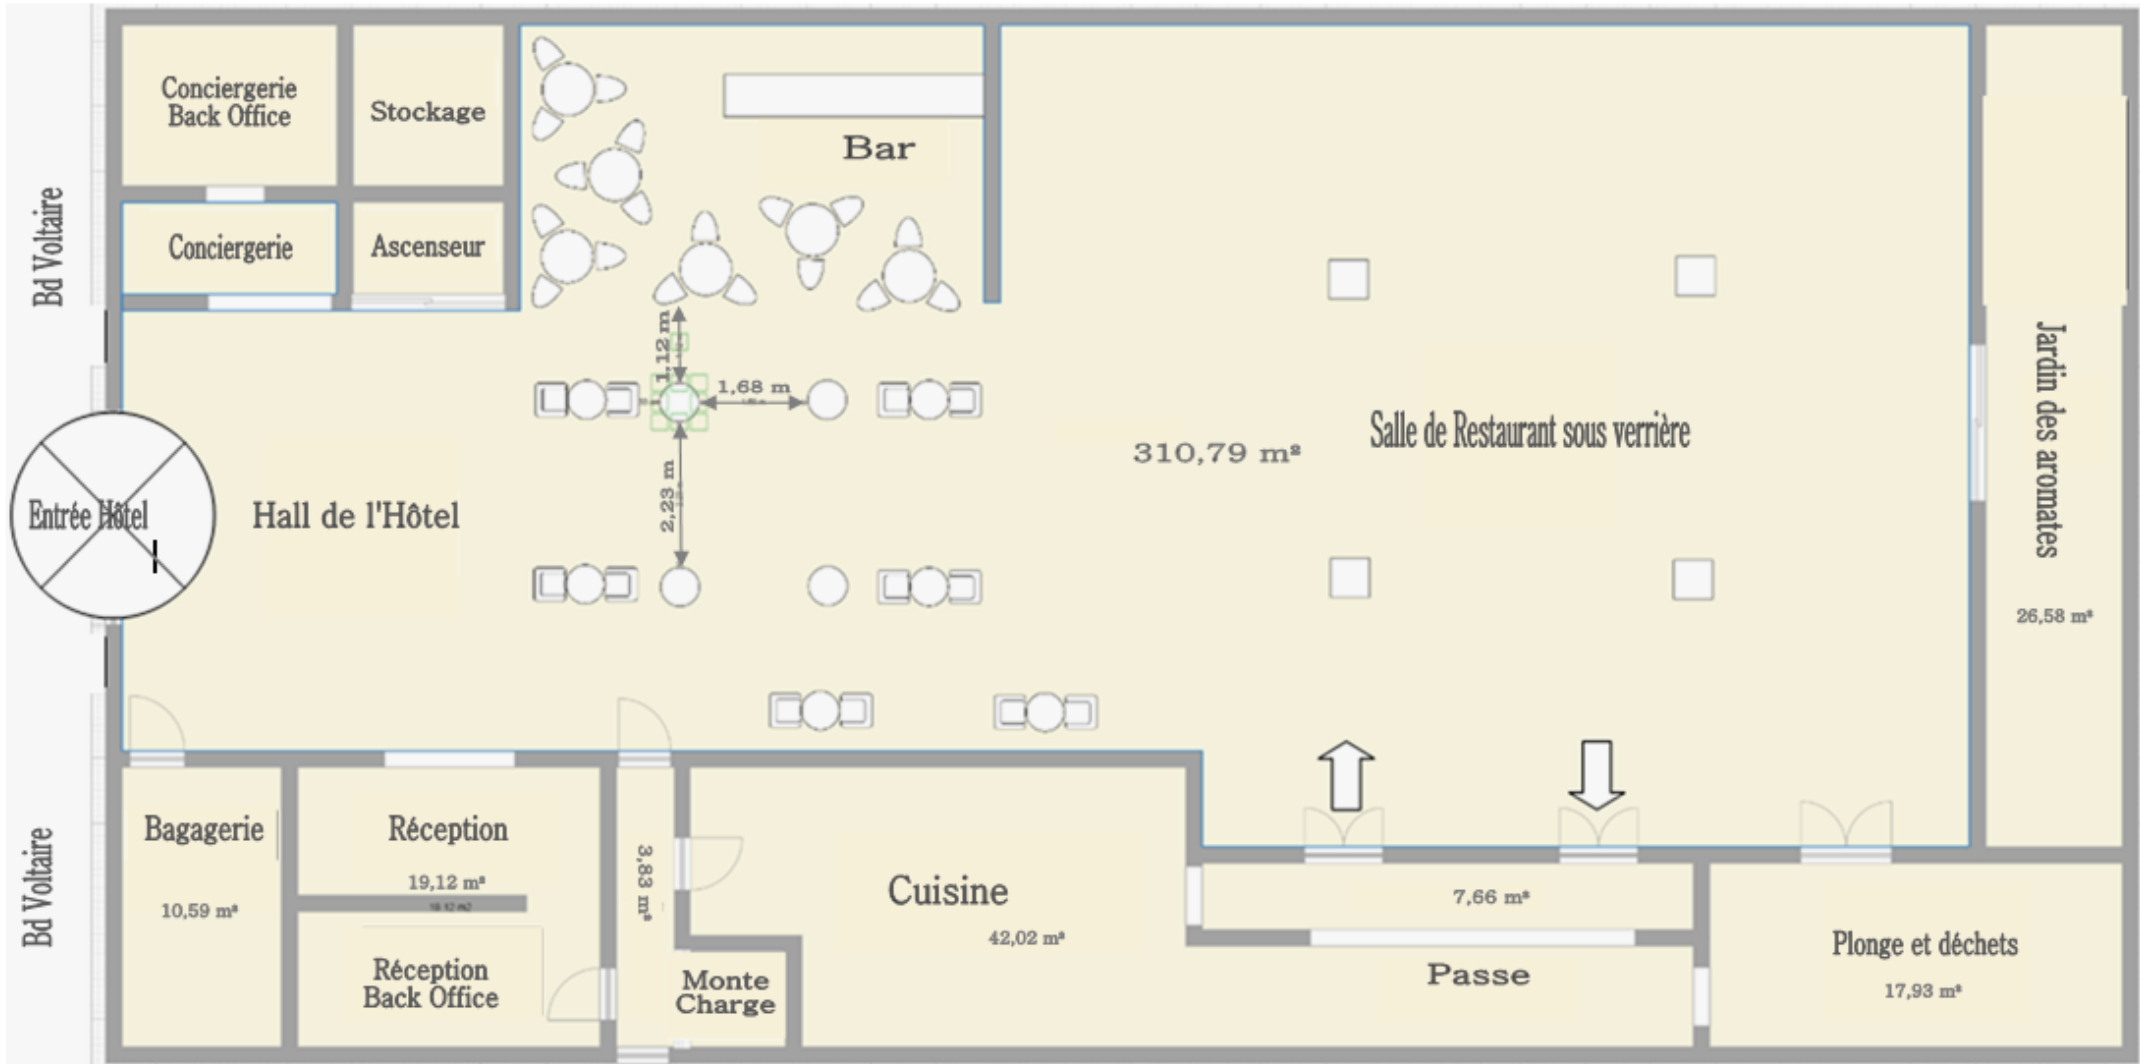 Conciergerie
Back Office
Stockage
Bar
Bd Voltaire
Conciergerie
Ascenseur
1,12 m
1,68 m
Jardin des aromates
Salle de Restaurant sous verrière
310,79 m²
2,23 m
Entrée Hôtel
Hall de l'Hôtel
26,58 m²
Bd Voltaire
Bagagerie
10,59 m²
Réception
19,12 m²
3,83 m²
Cuisine
42,02 m²
7,66 m²
Plonge et déchets
17,93 m²
Réception
Back Office
Monte
Charge
Passe